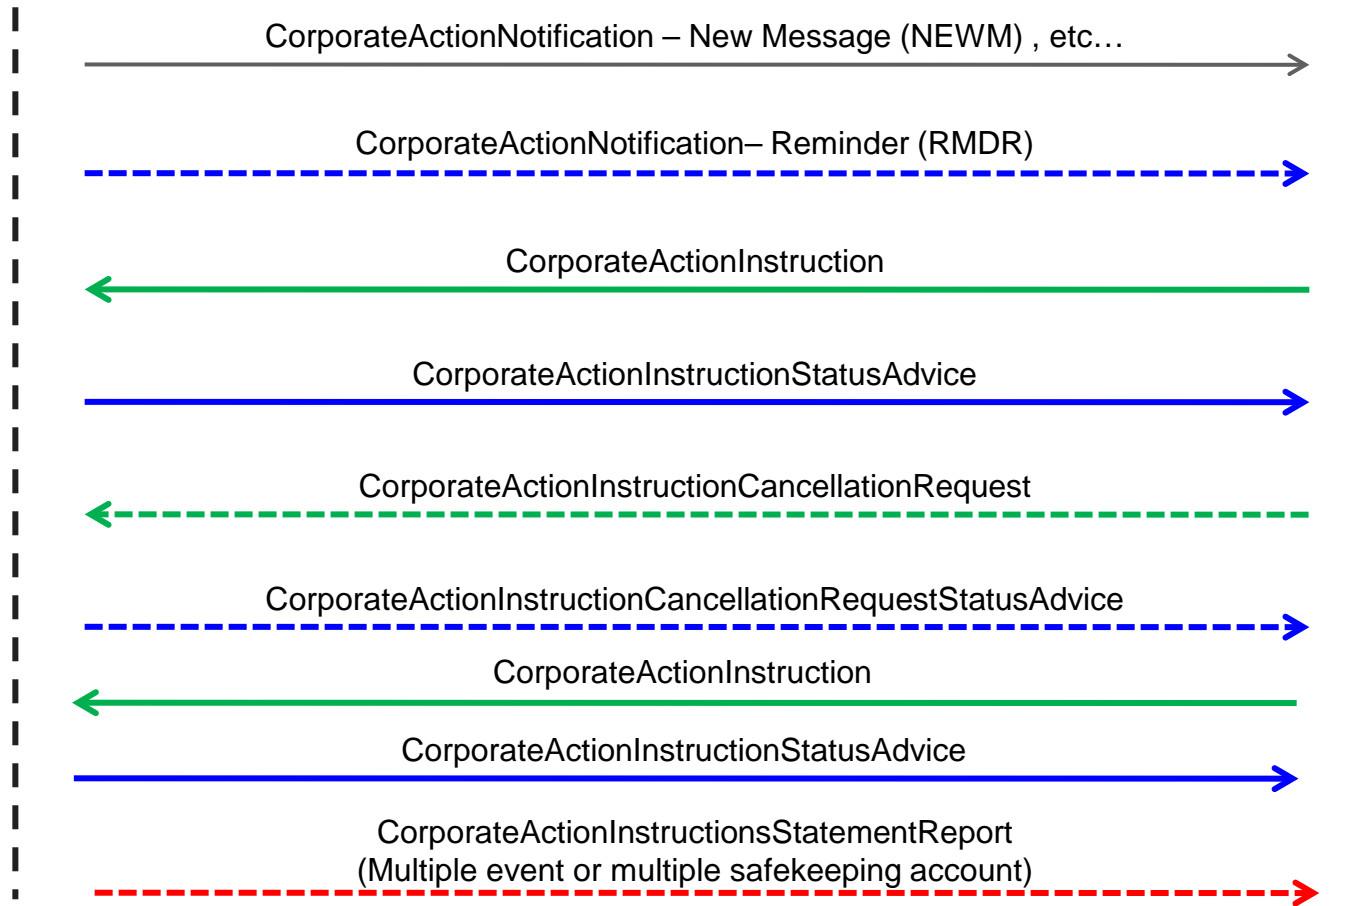 CorporateActionNotification – New Message (NEWM) , etc…
CorporateActionNotification– Reminder (RMDR)
CorporateActionInstruction
CorporateActionInstructionStatusAdvice
CorporateActionInstructionCancellationRequest
CorporateActionInstructionCancellationRequestStatusAdvice
CorporateActionInstruction
CorporateActionInstructionStatusAdvice
CorporateActionInstructionsStatementReport
(Multiple event or multiple safekeeping account)